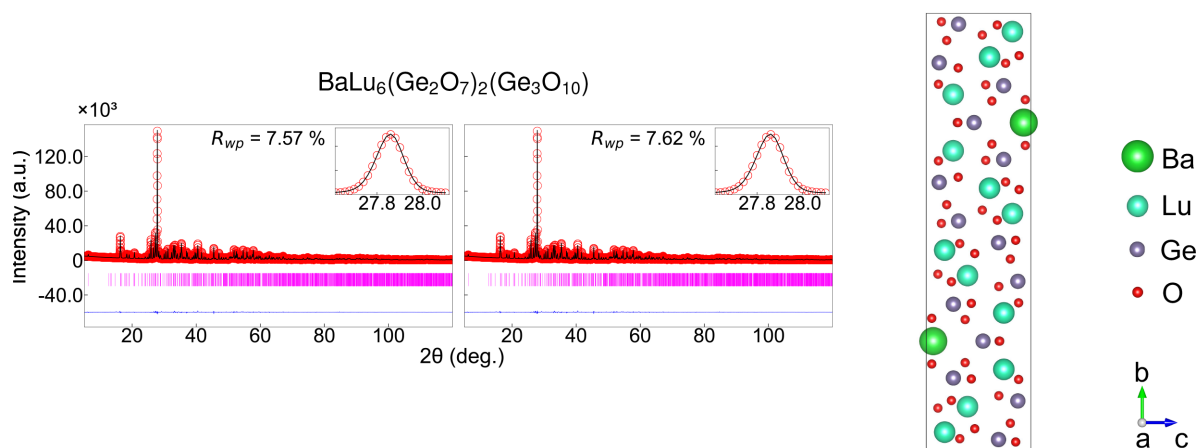 BaLu₆(Ge₂O₇)₂(Ge₃O₁₀)
×10³
Intensity (a.u.)
120.0
80.0
40.0
0
-40.0
R_wp = 7.57 %
27.8 28.0
20 40 60 80 100
R_wp = 7.62 %
27.8 28.0
20 40 60 80 100
2θ (deg.)
Ba
Lu
Ge
O
b
a c